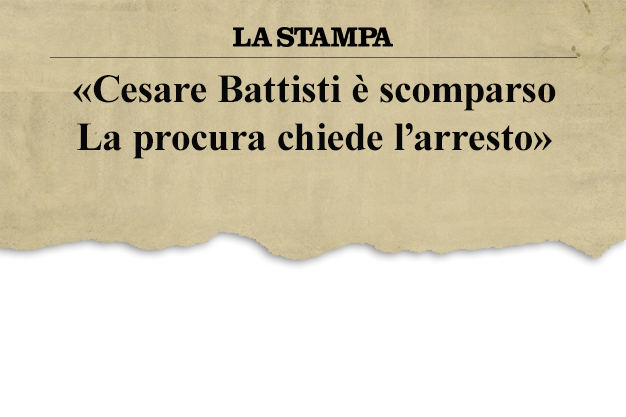 LA STAMPA
«Cesare Battisti è scomparso
La procura chiede l’arresto»